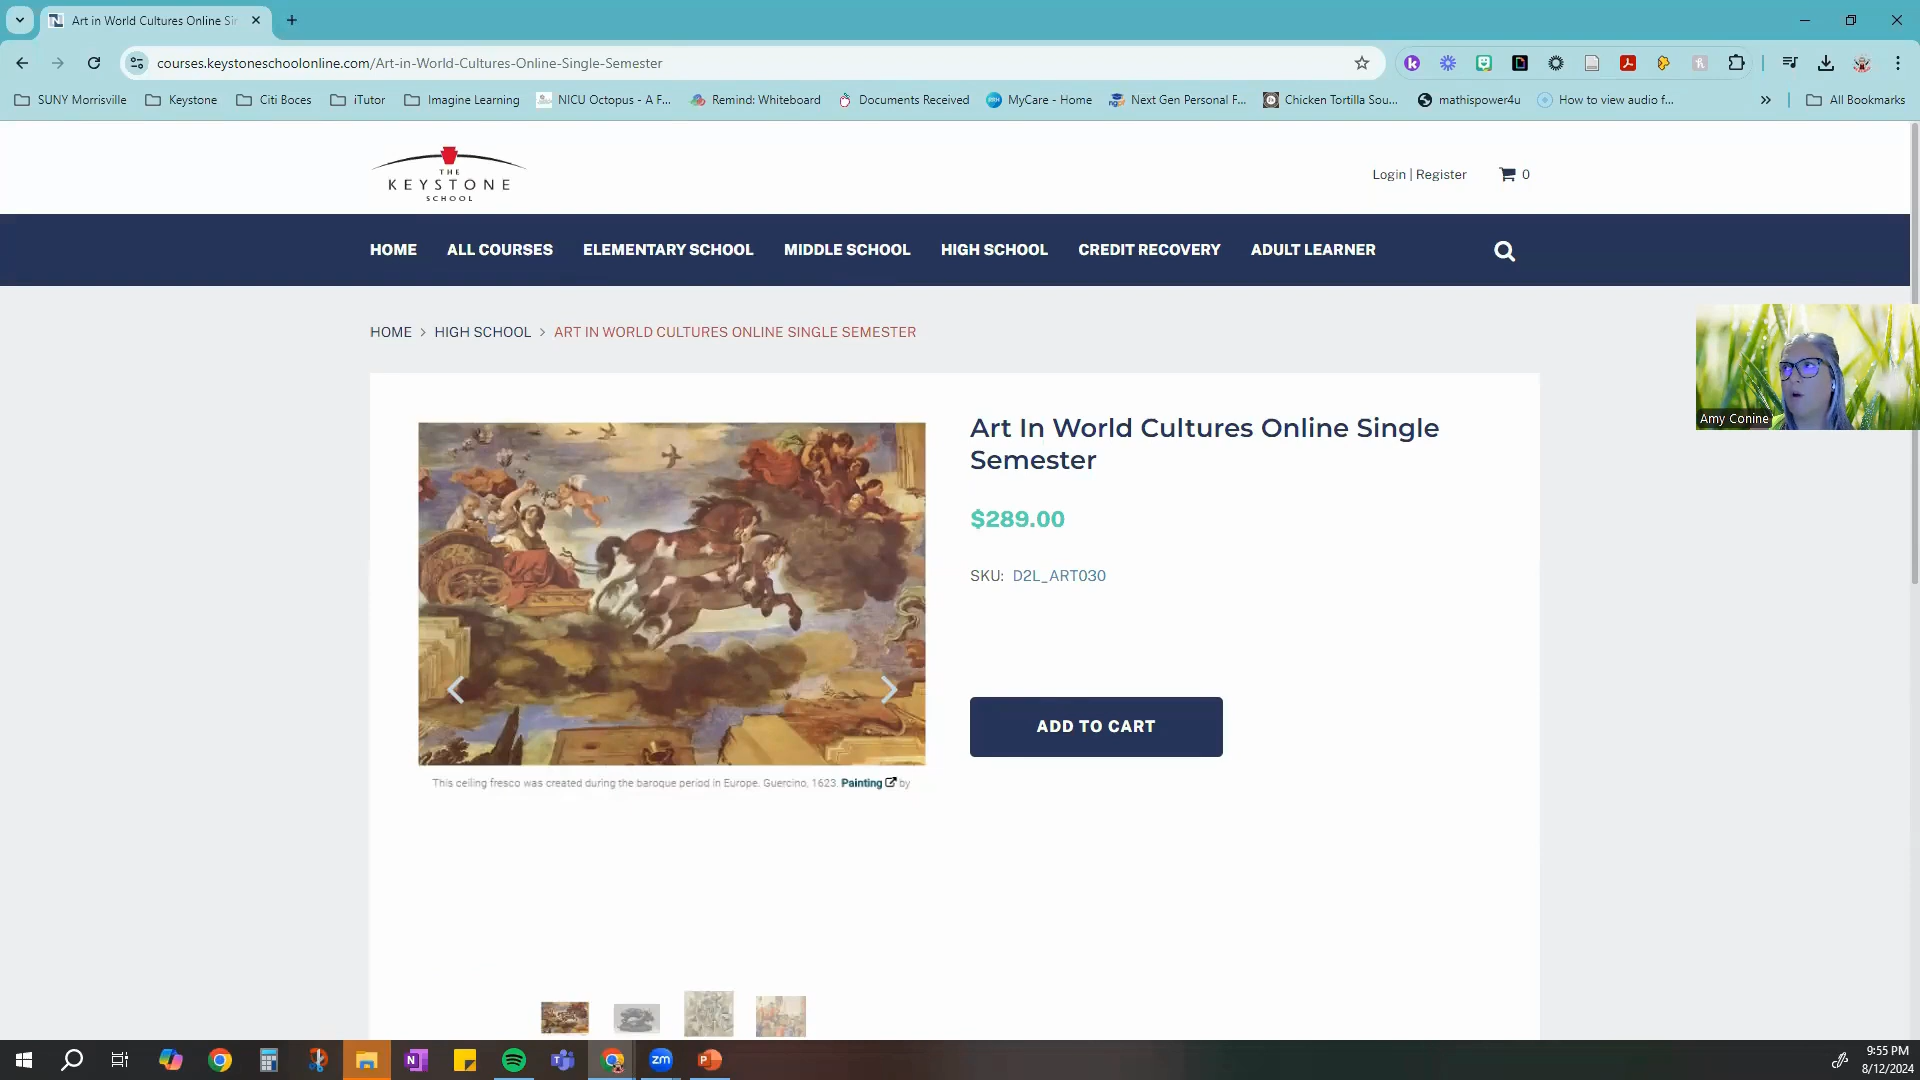 Art in World Cultures Online Sin
courses.keystoneschoolonline.com/Art-in-World-Cultures-Online-Single-Semester
SUNY Morrisville
Keystone
Citi Boces
iTutor
Imagine Learning
NICU Octopus - A F...
Remind: Whiteboard
Documents Received
MyCare - Home
Next Gen Personal F...
Chicken Tortilla Sou...
mathispower4u
How to view audio f...
All Bookmarks
THE
KEYSTONE
SCHOOL
Login | Register
0
HOME
ALL COURSES
ELEMENTARY SCHOOL
MIDDLE SCHOOL
HIGH SCHOOL
CREDIT RECOVERY
ADULT LEARNER
HOME > HIGH SCHOOL > ART IN WORLD CULTURES ONLINE SINGLE SEMESTER
Amy Conine
Art In World Cultures Online Single
Semester
$289.00
SKU: D2L_ART030
ADD TO CART
This ceiling fresco was created during the baroque period in Europe. Guercino, 1623. Painting by
9:55 PM
8/12/2024